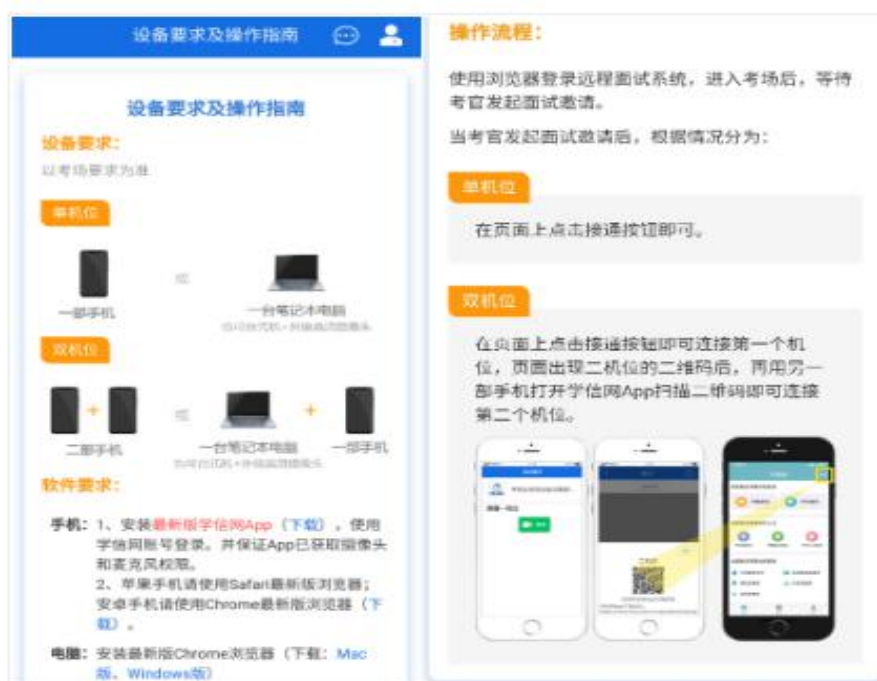 设备要求及操作指南
设备要求及操作指南
设备要求:
以考场要求为准
单机位
或
一部手机
一台笔记本电脑
双机位
+
或
+
二部手机
一台笔记本电脑
一部手机
软件要求:
手机: 1、安装最新版学信网App（下载），使用
学信网账号登录。并保证App已获取摄像头
和麦克风权限。
2、苹果手机请使用Safari最新版浏览器；
安卓手机请使用Chrome最新版浏览器（下
载）。
电脑: 安装最新版Chrome浏览器（下载：Mac
版、Windows版）
操作流程:
使用浏览器登录远程面试系统，进入考场后，等待
考官发起面试邀请。
当考官发起面试邀请后，根据情况分为：
单机位
在页面上点击接通按钮即可。
双机位
在页面上点击接通按钮即可连接第一个机
位，页面出现二机位的二维码后，再用另一
部手机打开学信网App扫描二维码即可连接
第二个机位。